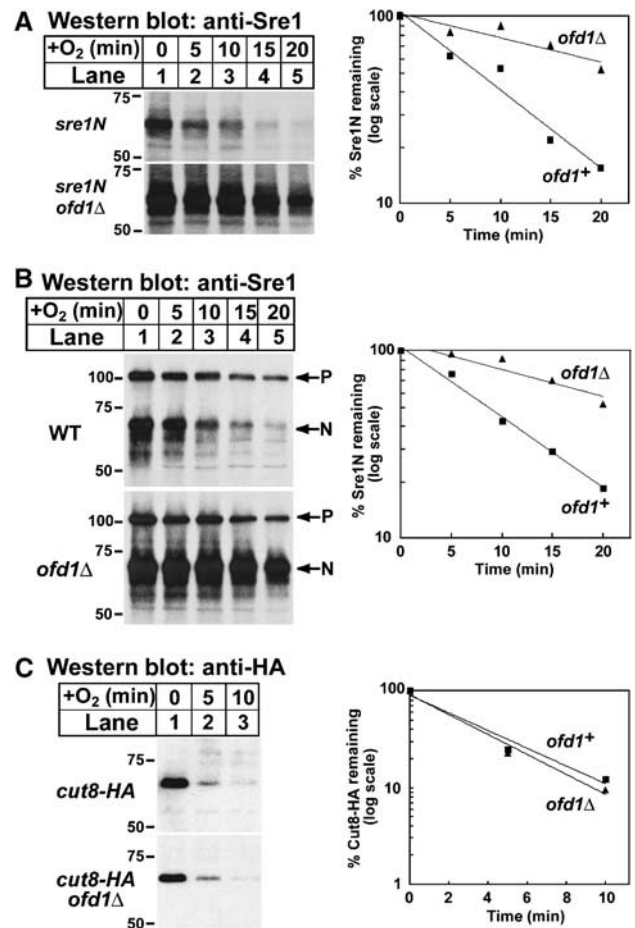 A Western blot: anti-Sre1
+O2 (min) 0 5 10 15 20
Lane 1 2 3 4 5
75
sre1N
50
75
sre1N
ofd1Δ
50
% Sre1N remaining
(log scale)
100
10
ofd1Δ
ofd1+
0 5 10 15 20
Time (min)
B Western blot: anti-Sre1
+O2 (min) 0 5 10 15 20
Lane 1 2 3 4 5
100
P
75
WT
N
50
100
P
75
ofd1Δ
N
50
% Sre1N remaining
(log scale)
100
10
ofd1Δ
ofd1+
0 5 10 15 20
Time (min)
C Western blot: anti-HA
+O2 (min) 0 5 10
Lane 1 2 3
75
cut8-HA
50
75
cut8-HA
ofd1Δ
50
% Cut8-HA remaining
(log scale)
100
10
1
ofd1+
ofd1Δ
0 2 4 6 8 10
Time (min)